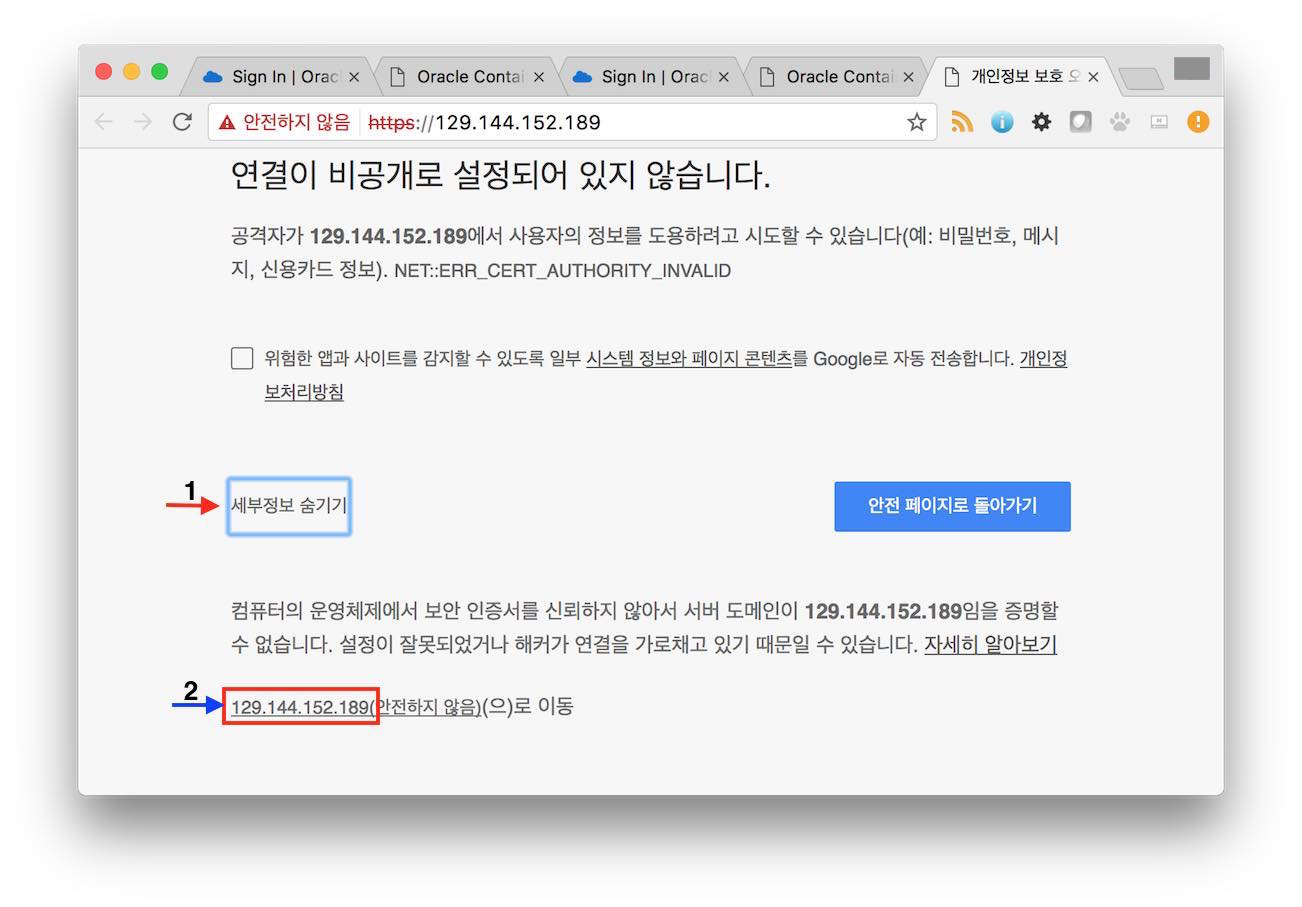 Sign In | Orac
Oracle Contai
Sign In | Orac
Oracle Contai
개인정보 보호 오
안전하지 않음 https://129.144.152.189
연결이 비공개로 설정되어 있지 않습니다.
공격자가 129.144.152.189에서 사용자의 정보를 도용하려고 시도할 수 있습니다(예: 비밀번호, 메시
지, 신용카드 정보). NET::ERR_CERT_AUTHORITY_INVALID
위험한 앱과 사이트를 감지할 수 있도록 일부 시스템 정보와 페이지 콘텐츠를 Google로 자동 전송합니다. 개인정
보처리방침
1
세부정보 숨기기
안전 페이지로 돌아가기
컴퓨터의 운영체제에서 보안 인증서를 신뢰하지 않아서 서버 도메인이 129.144.152.189임을 증명할
수 없습니다. 설정이 잘못되었거나 해커가 연결을 가로채고 있기 때문일 수 있습니다. 자세히 알아보기
2
129.144.152.189(안전하지 않음)(으)로 이동